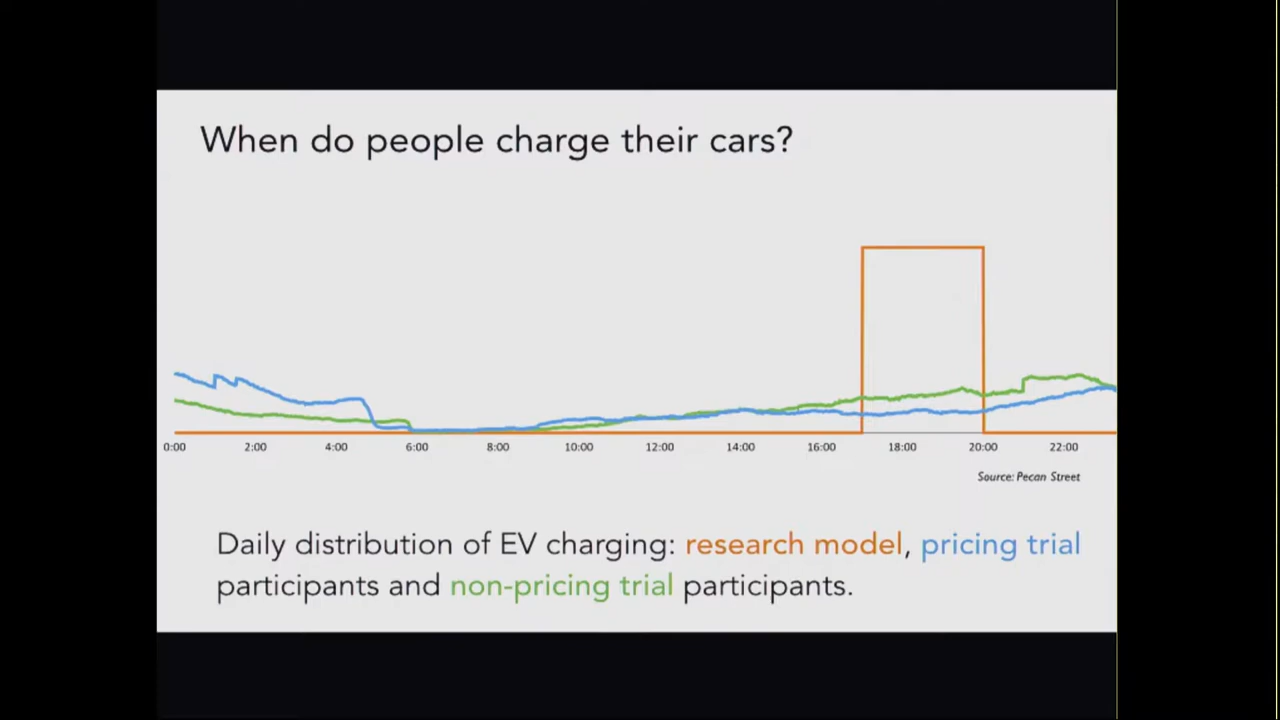 When do people charge their cars?
0:00 2:00 4:00 6:00 8:00 10:00 12:00 14:00 16:00 18:00 20:00 22:00
Source: Pecan Street
Daily distribution of EV charging: research model, pricing trial
participants and non-pricing trial participants.